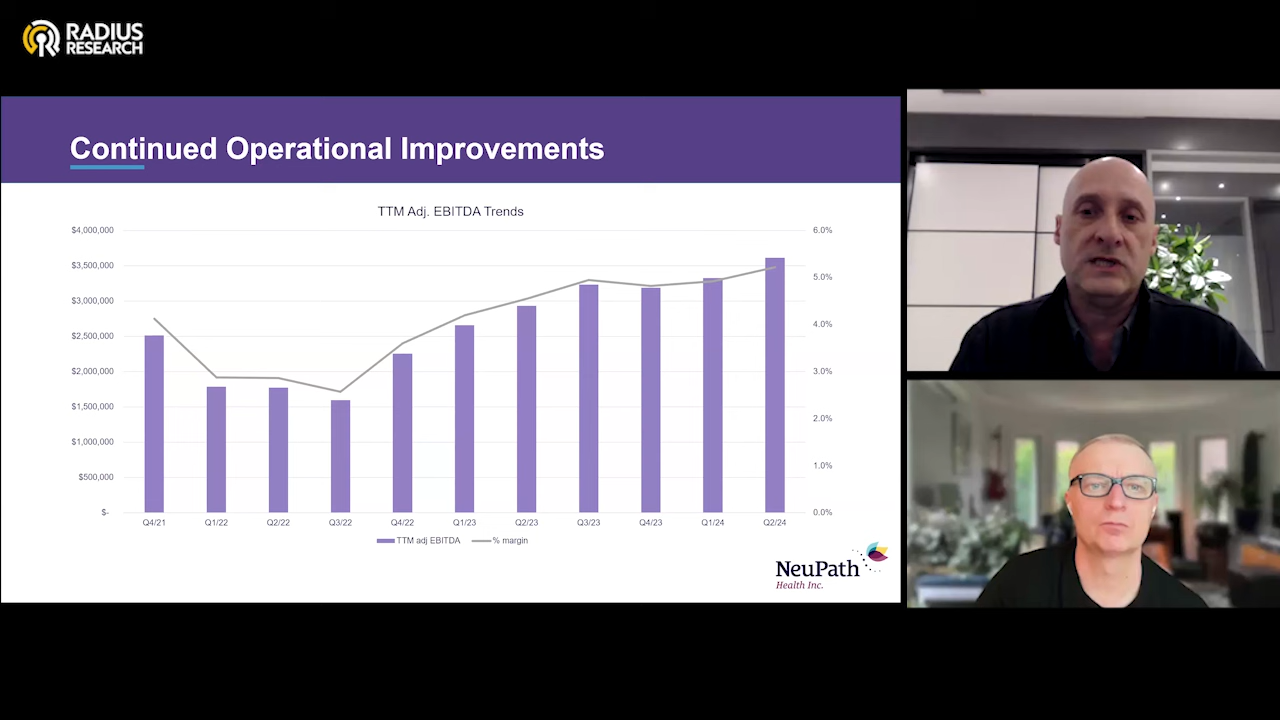 RADIUS
RESEARCH
Continued Operational Improvements
TTM Adj. EBITDA Trends
$4,000,000
$3,500,000
$3,000,000
$2,500,000
$2,000,000
$1,500,000
$1,000,000
$500,000
$-
6.0%
5.0%
4.0%
3.0%
2.0%
1.0%
0.0%
Q4/21 Q1/22 Q2/22 Q3/22 Q4/22 Q1/23 Q2/23 Q3/23 Q4/23 Q1/24 Q2/24
TTM adj EBITDA % margin
NeuPath
Health Inc.